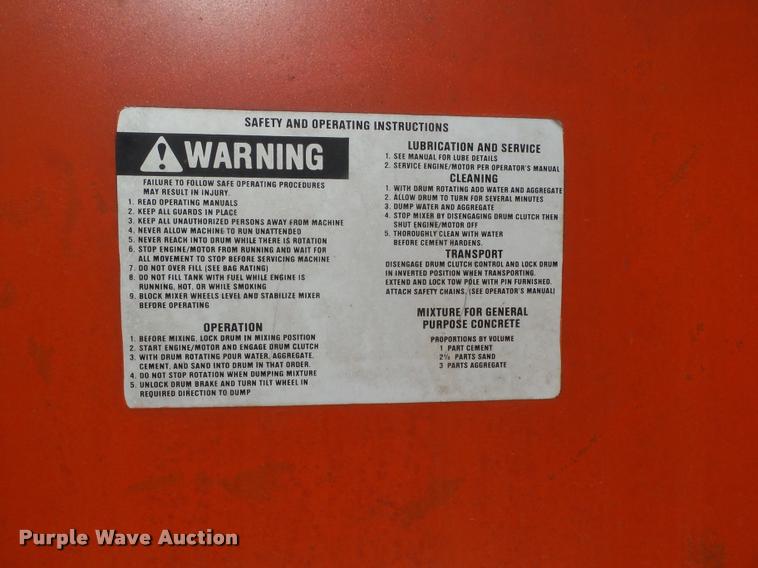 SAFETY AND OPERATING INSTRUCTIONS
WARNING
FAILURE TO FOLLOW SAFE OPERATING PROCEDURES
MAY RESULT IN INJURY.
1. READ OPERATING MANUALS
2. KEEP ALL GUARDS IN PLACE
3. KEEP ALL UNAUTHORIZED PERSONS AWAY FROM MACHINE
4. NEVER ALLOW MACHINE TO RUN UNATTENDED
5. NEVER REACH INTO DRUM WHILE THERE IS ROTATION
6. STOP ENGINE/MOTOR FROM RUNNING AND WAIT FOR
ALL MOVEMENT TO STOP BEFORE SERVICING MACHINE
7. DO NOT OVER FILL (SEE BAG RATING)
8. DO NOT FILL TANK WITH FUEL WHILE ENGINE IS
RUNNING, HOT, OR WHILE SMOKING
9. BLOCK MIXER WHEELS LEVEL AND STABILIZE MIXER
BEFORE OPERATING
OPERATION
1. BEFORE MIXING, LOCK DRUM IN MIXING POSITION
2. START ENGINE/MOTOR AND ENGAGE DRUM CLUTCH
3. WITH DRUM ROTATING POUR WATER, AGGREGATE,
CEMENT, AND SAND INTO DRUM IN THAT ORDER.
4. DO NOT STOP ROTATION WHEN DUMPING MIXTURE
5. UNLOCK DRUM BRAKE AND TURN TILT WHEEL IN
REQUIRED DIRECTION TO DUMP
LUBRICATION AND SERVICE
1. SEE MANUAL FOR LUBE DETAILS
2. SERVICE ENGINE/MOTOR PER OPERATOR'S MANUAL
CLEANING
1. WITH DRUM ROTATING ADD WATER AND AGGREGATE
2. ALLOW DRUM TO TURN FOR SEVERAL MINUTES
3. DUMP WATER AND AGGREGATE
4. STOP MIXER BY DISENGAGING DRUM CLUTCH THEN
SHUT ENGINE/MOTOR OFF
5. THOROUGHLY CLEAN WITH WATER
BEFORE CEMENT HARDENS.
TRANSPORT
DISENGAGE DRUM CLUTCH CONTROL AND LOCK DRUM
IN INVERTED POSITION WHEN TRANSPORTING.
EXTEND AND LOCK TOW POLE WITH PIN FURNISHED.
ATTACH SAFETY CHAINS. (SEE OPERATOR'S MANUAL)
MIXTURE FOR GENERAL
PURPOSE CONCRETE
PROPORTIONS BY VOLUME
1 PART CEMENT
2½ PARTS SAND
3 PARTS AGGREGATE
Purple Wave Auction